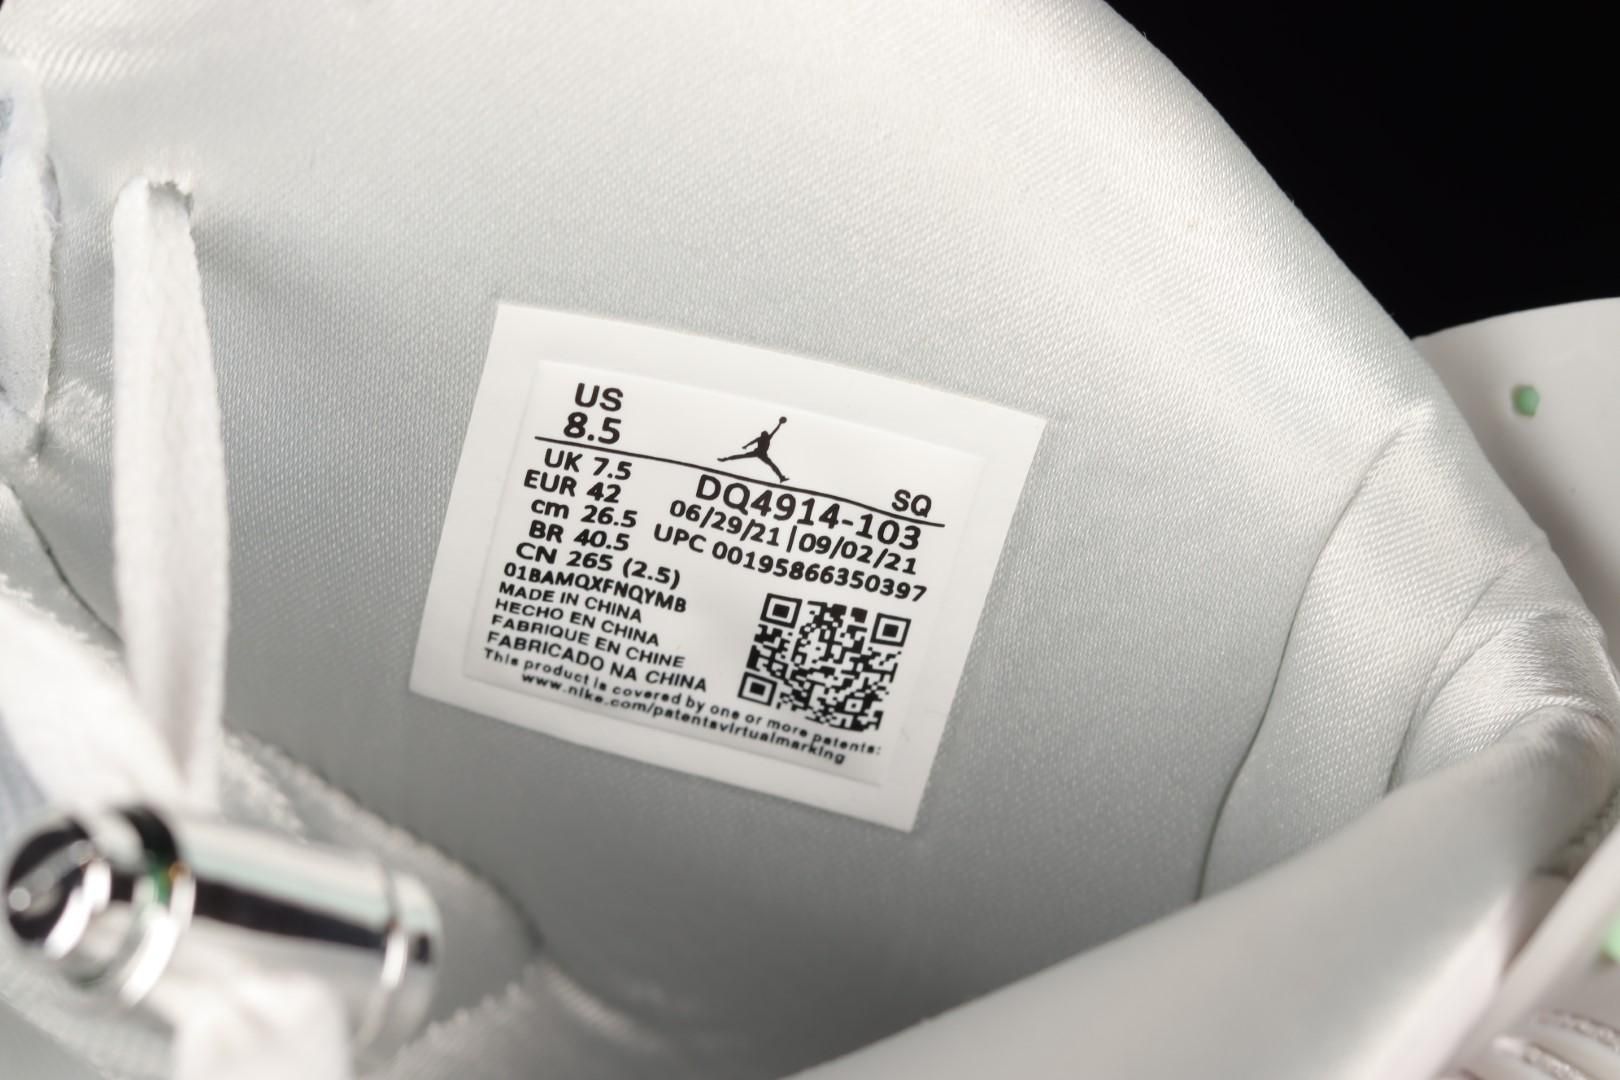 US
8.5
UK 7.5
EUR 42
cm 26.5
BR 40.5
CN 265 (2.5)
01BAMQXFNQYMB
MADE IN CHINA
HECHO EN CHINA
FABRIQUE EN CHINE
FABRICADO NA CHINA
SQ
DQ4914-103
06/29/21|09/02/21
UPC 00195866350397
This product is covered by one or more patents:
www.nike.com/patentsvirtualmarking